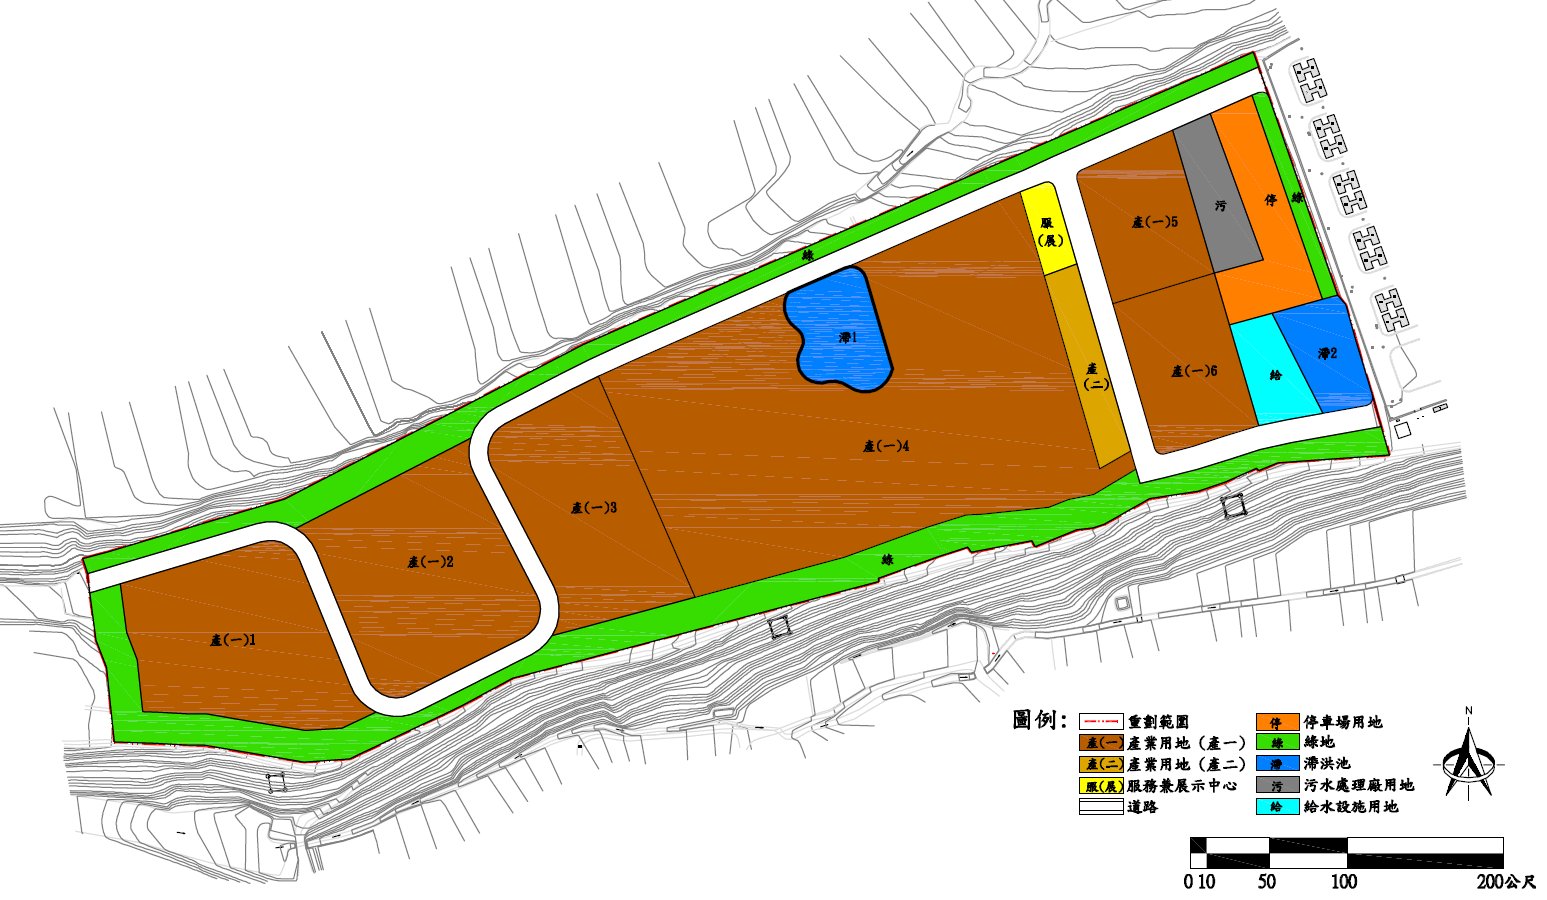 停
綠
污
產(一)5
服
(展)
綠
滯1
滯2
產
(二)
產(一)6
給
產(一)4
產(一)3
產(一)2
綠
產(一)1
圖例：
重劃範圍
產(一) 產業用地（產一）
產(二) 產業用地（產二）
服(展) 服務兼展示中心
道路
停 停車場用地
綠 綠地
滯 滯洪池
污 污水處理廠用地
給 給水設施用地
N
0 10 50 100 200公尺